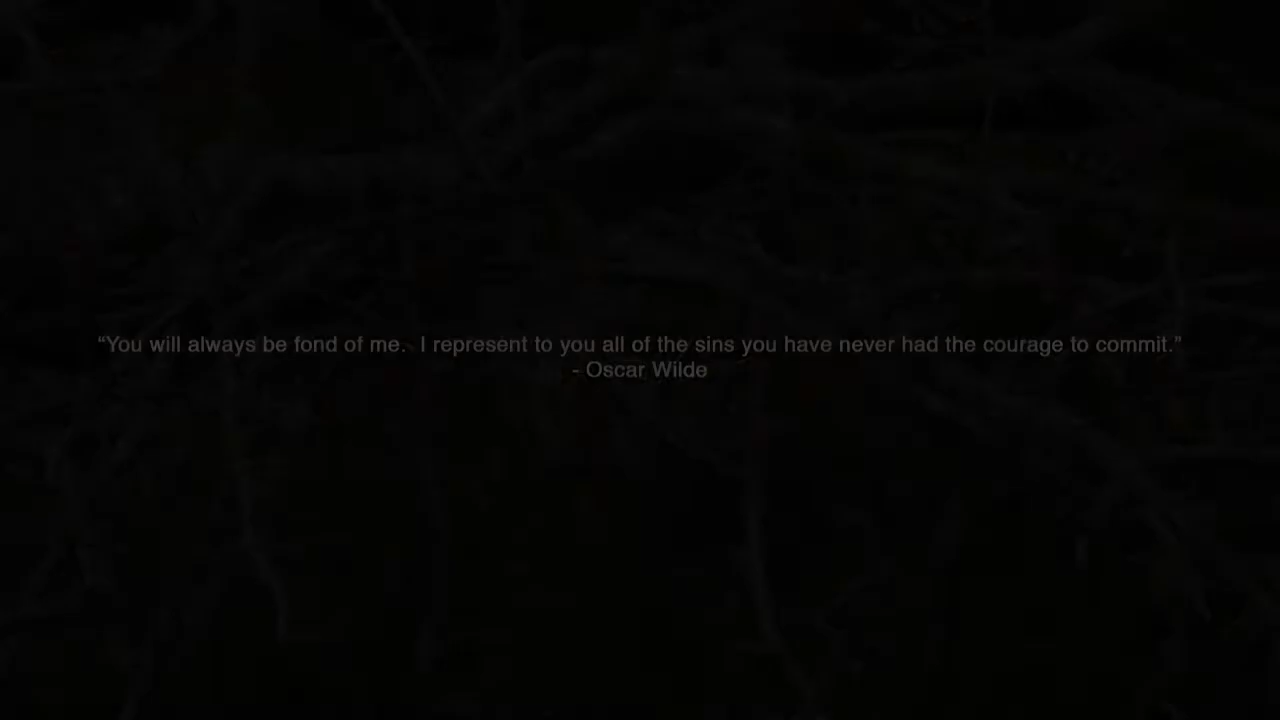 “You will always be fond of me.  I represent to you all of the sins you have never had the courage to commit.”
- Oscar Wilde